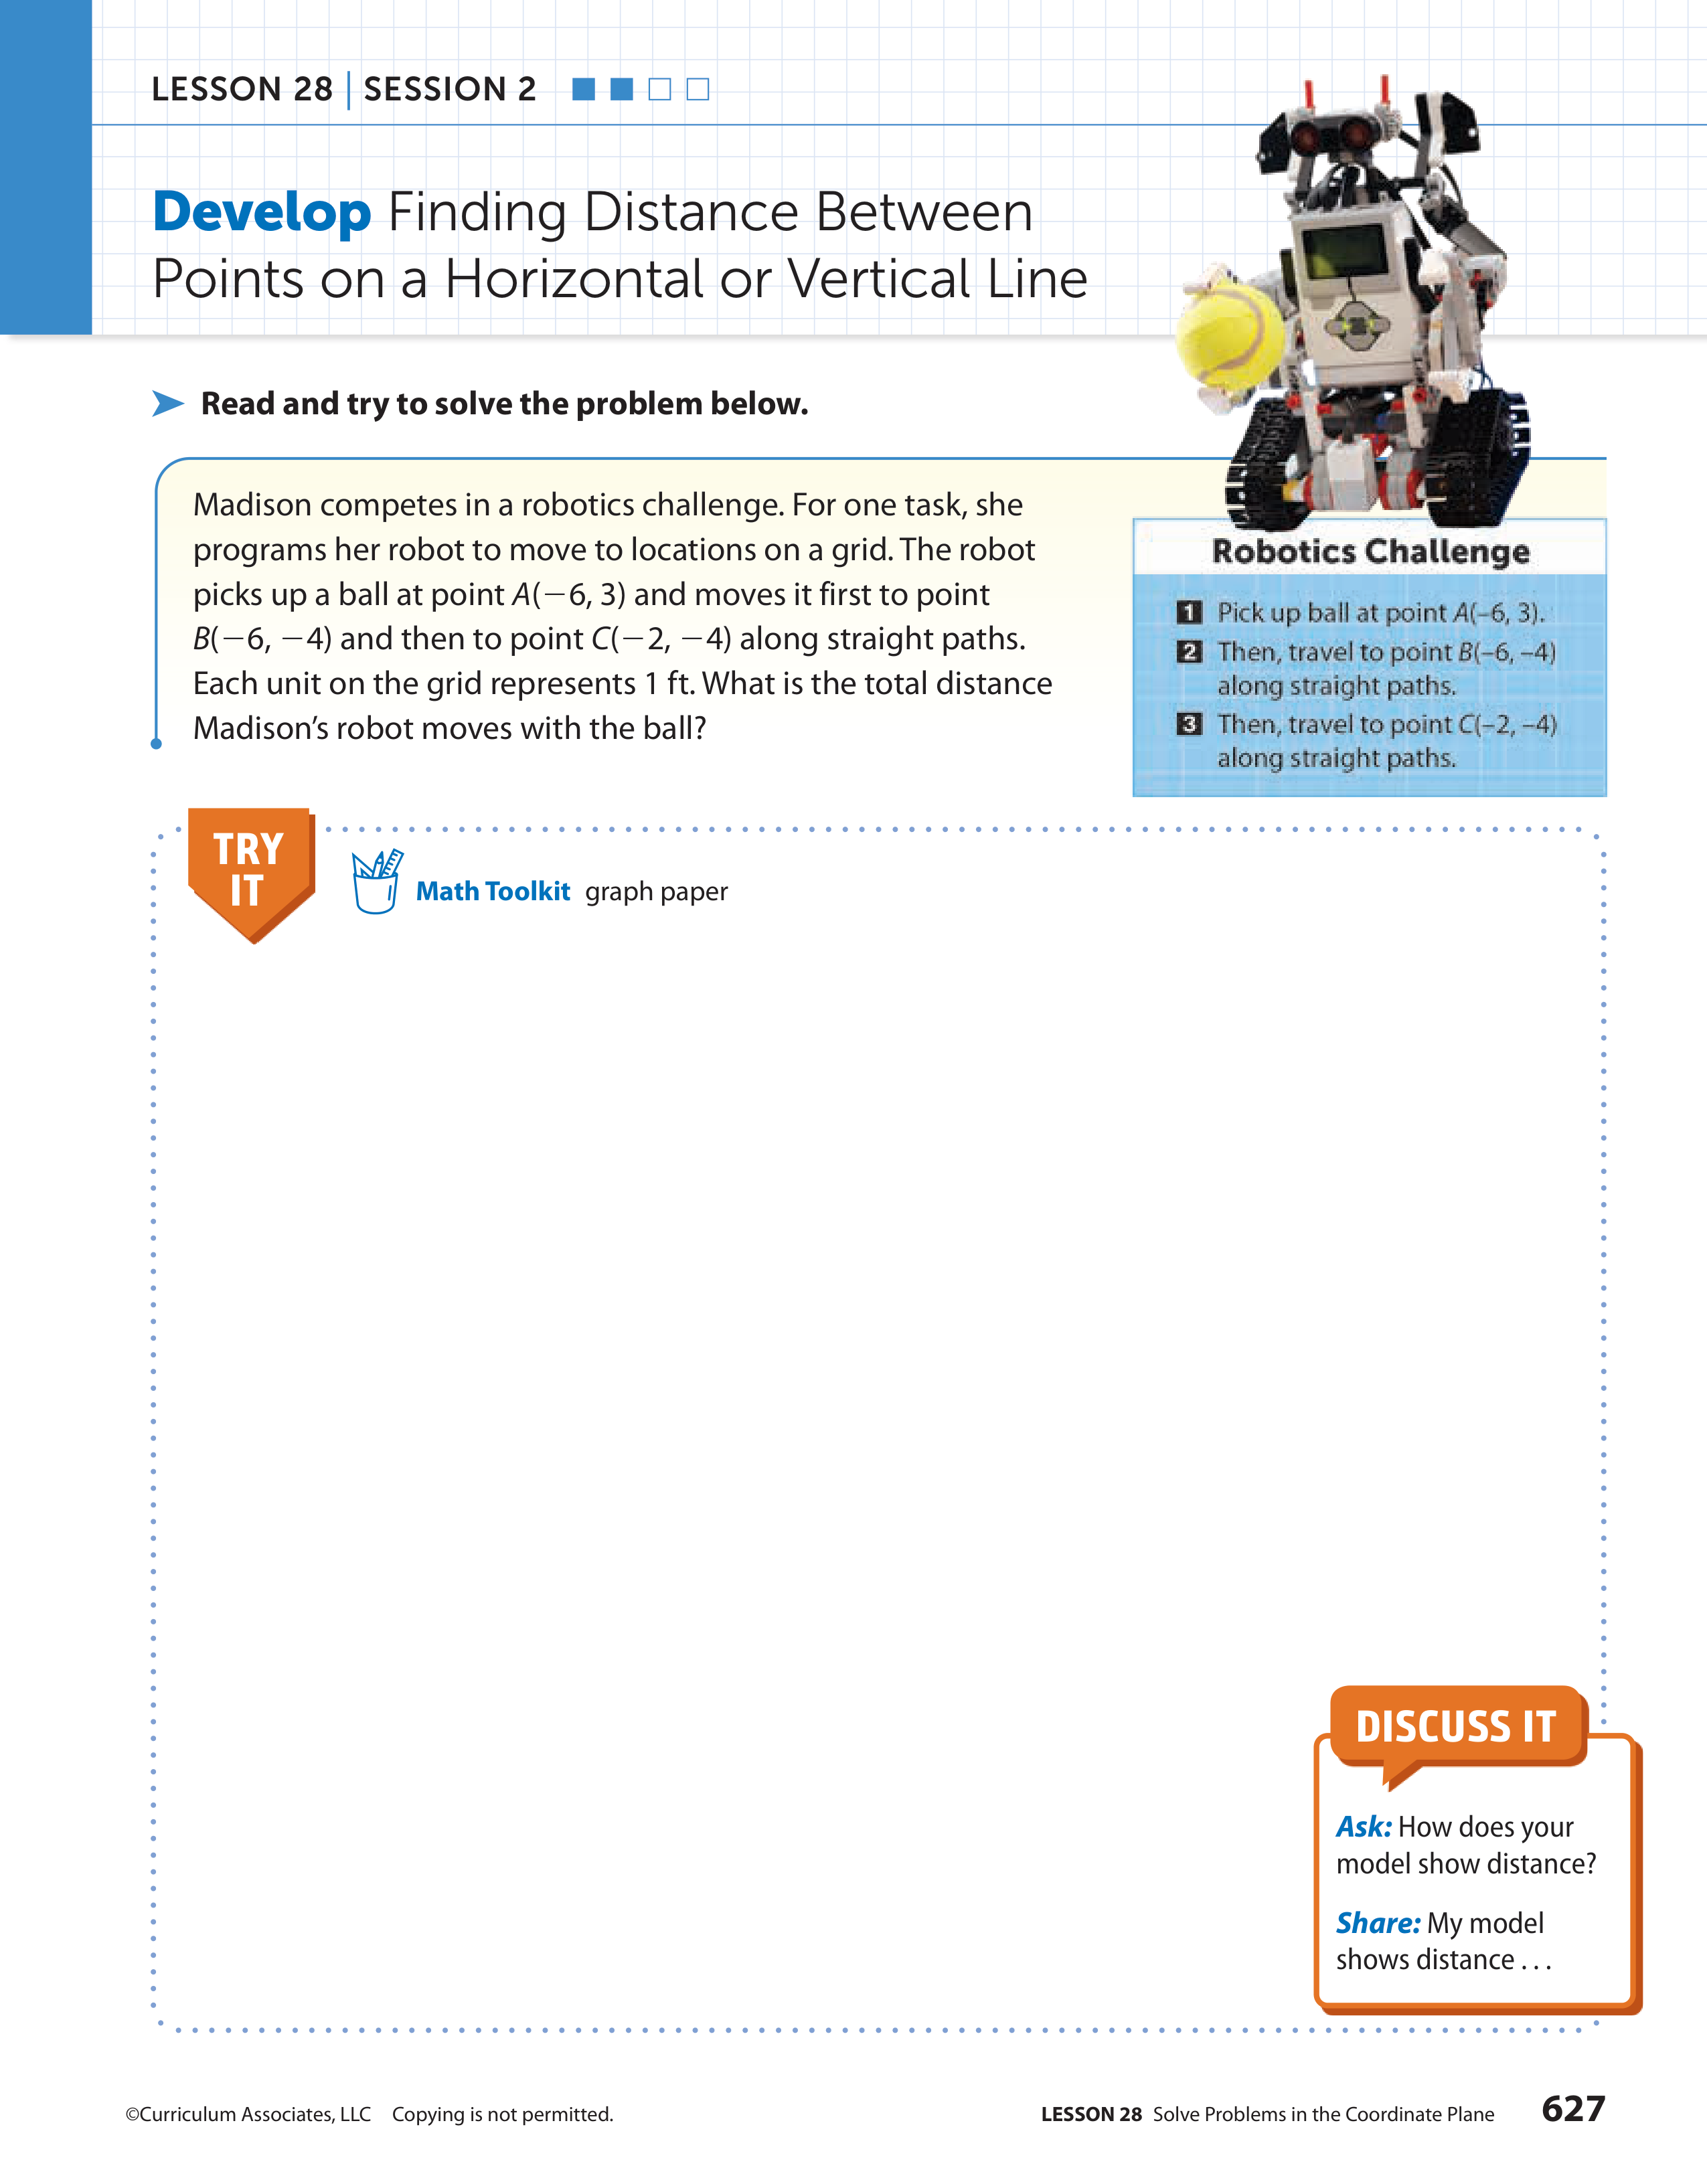 LESSON 28 | SESSION 2
Develop Finding Distance Between
Points on a Horizontal or Vertical Line
Read and try to solve the problem below.
Madison competes in a robotics challenge. For one task, she
programs her robot to move to locations on a grid. The robot
picks up a ball at point A(−6, 3) and moves it first to point
B(−6, −4) and then to point C(−2, −4) along straight paths.
Each unit on the grid represents 1 ft. What is the total distance
Madison’s robot moves with the ball?
Robotics Challenge
1 Pick up ball at point A(–6, 3).
2 Then, travel to point B(–6, –4)
along straight paths.
3 Then, travel to point C(–2, –4)
along straight paths.
TRY
IT
Math Toolkit graph paper
DISCUSS IT
Ask: How does your
model show distance?
Share: My model
shows distance . . .
©Curriculum Associates, LLC Copying is not permitted.
LESSON 28 Solve Problems in the Coordinate Plane 627